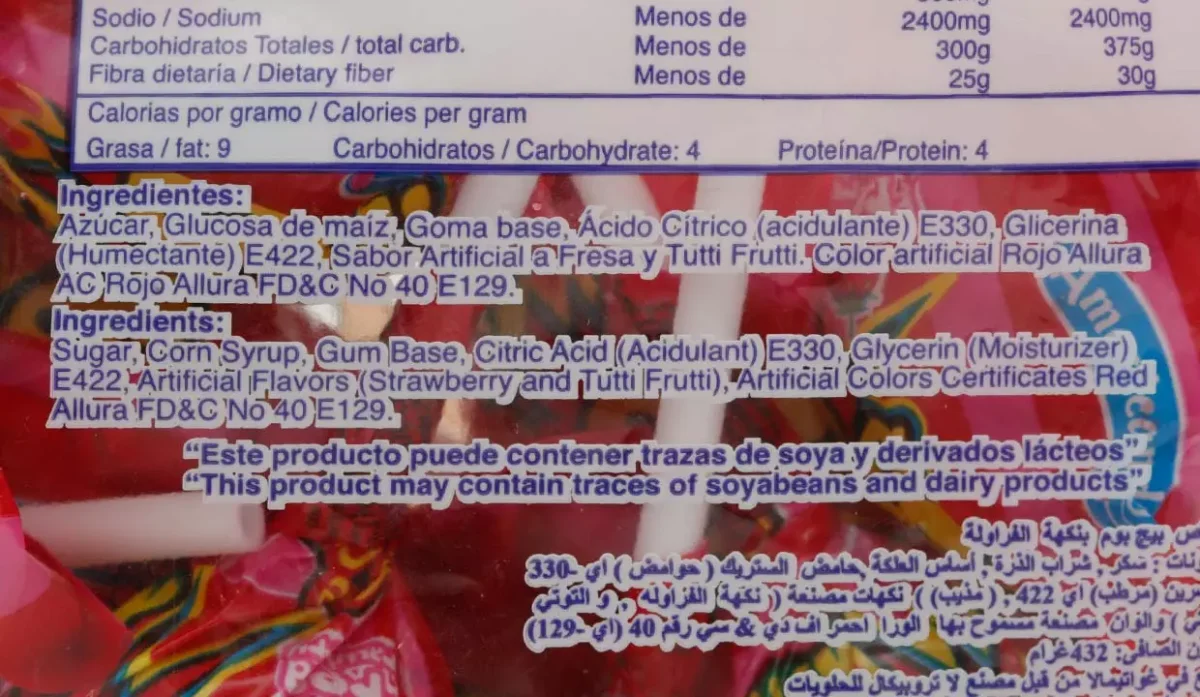 Sodio / Sodium Menos de 2400mg 2400mg
Carbohidratos Totales / total carb. Menos de 300g 375g
Fibra dietaría / Dietary fiber Menos de 25g 30g
Calorias por gramo / Calories per gram
Grasa / fat: 9 Carbohidratos / Carbohydrate: 4 Proteína/Protein: 4
Ingredientes:
Azúcar, Glucosa de maíz, Goma base, Ácido Cítrico (acidulante) E330, Glicerina
(Humectante) E422, Sabor Artificial a Fresa y Tutti Frutti. Color artificial Rojo Allura
AC Rojo Allura FD&C No 40 E129.
Ingredients:
Sugar, Corn Syrup, Gum Base, Citric Acid (Acidulant) E330, Glycerin (Moisturizer)
E422, Artificial Flavors (Strawberry and Tutti Frutti), Artificial Colors Certificates Red
Allura FD&C No 40 E129.
“Este producto puede contener trazas de soya y derivados lácteos”
“This product may contain traces of soyabeans and dairy products”
بيج بوم بنكهة الفراولة
سكر, شراب الذرة, أساس العلكة حامض الستريك (حوامض) اي -330
(مرطب) اي 422, (مذيب)) نكهات مصنعة (نكهة الفراوله, و التوتي
) والوان مصنعة مسموح بها الورا احمر اف دي & سي رقم 40 (اي -129)
الصافي: 432 غرام
في غواتيمالا من قبل مصنع لا تروبيكال للحلويات